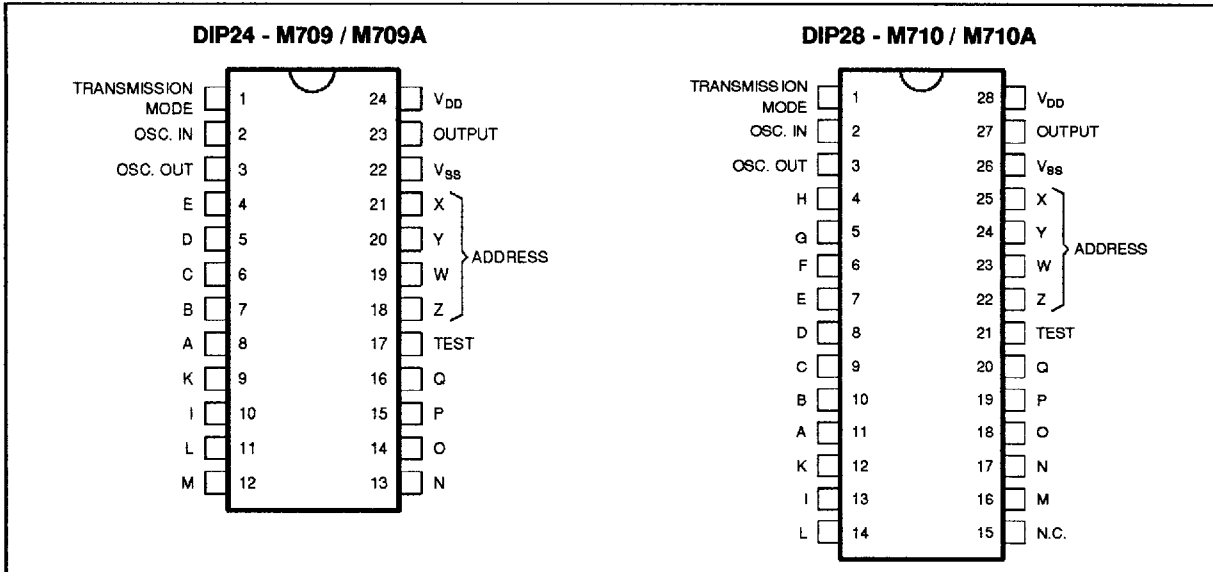 DIP24 - M709 / M709A
TRANSMISSION MODE 1 24 VDD
OSC. IN 2 23 OUTPUT
OSC. OUT 3 22 VSS
E 4 21 X
D 5 20 Y
ADDRESS
C 6 19 W
B 7 18 Z
A 8 17 TEST
K 9 16 Q
I 10 15 P
L 11 14 O
M 12 13 N
DIP28 - M710 / M710A
TRANSMISSION MODE 1 28 VDD
OSC. IN 2 27 OUTPUT
OSC. OUT 3 26 VSS
H 4 25 X
G 5 24 Y
ADDRESS
F 6 23 W
E 7 22 Z
D 8 21 TEST
C 9 20 Q
B 10 19 P
A 11 18 O
K 12 17 N
I 13 16 M
L 14 15 N.C.